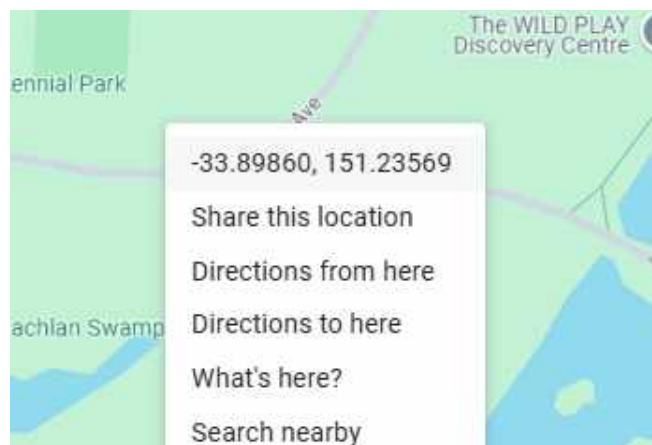 The WILD PLAY
Discovery Centre
ennial Park
Ave
-33.89860, 151.23569
Share this location
Directions from here
Directions to here
achlan Swamp
What's here?
Search nearby